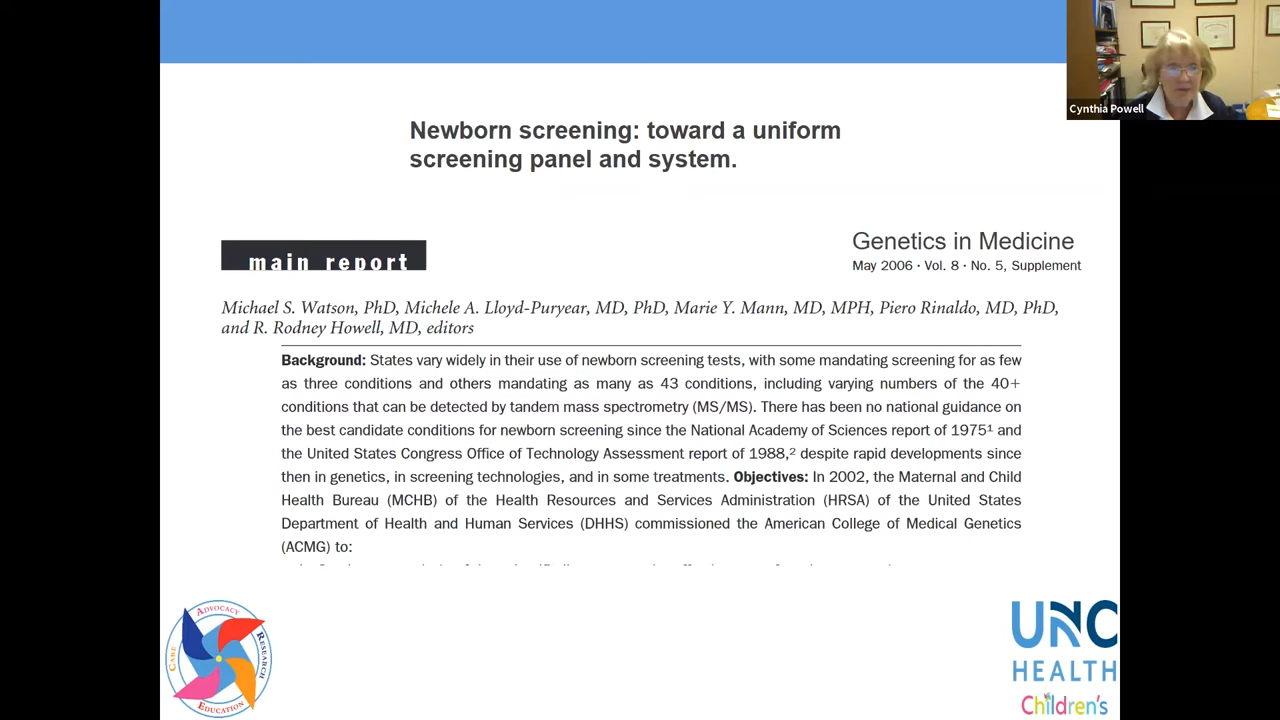 Cynthia Powell
Newborn screening: toward a uniform
screening panel and system.
main report
Genetics in Medicine
May 2006 · Vol. 8 · No. 5, Supplement
Michael S. Watson, PhD, Michele A. Lloyd-Puryear, MD, PhD, Marie Y. Mann, MD, MPH, Piero Rinaldo, MD, PhD,
and R. Rodney Howell, MD, editors
Background: States vary widely in their use of newborn screening tests, with some mandating screening for as few
as three conditions and others mandating as many as 43 conditions, including varying numbers of the 40+
conditions that can be detected by tandem mass spectrometry (MS/MS). There has been no national guidance on
the best candidate conditions for newborn screening since the National Academy of Sciences report of 1975¹ and
the United States Congress Office of Technology Assessment report of 1988,² despite rapid developments since
then in genetics, in screening technologies, and in some treatments. Objectives: In 2002, the Maternal and Child
Health Bureau (MCHB) of the Health Resources and Services Administration (HRSA) of the United States
Department of Health and Human Services (DHHS) commissioned the American College of Medical Genetics
(ACMG) to:
CARE ADVOCACY RESEARCH EDUCATION
UNC
HEALTH
Children's